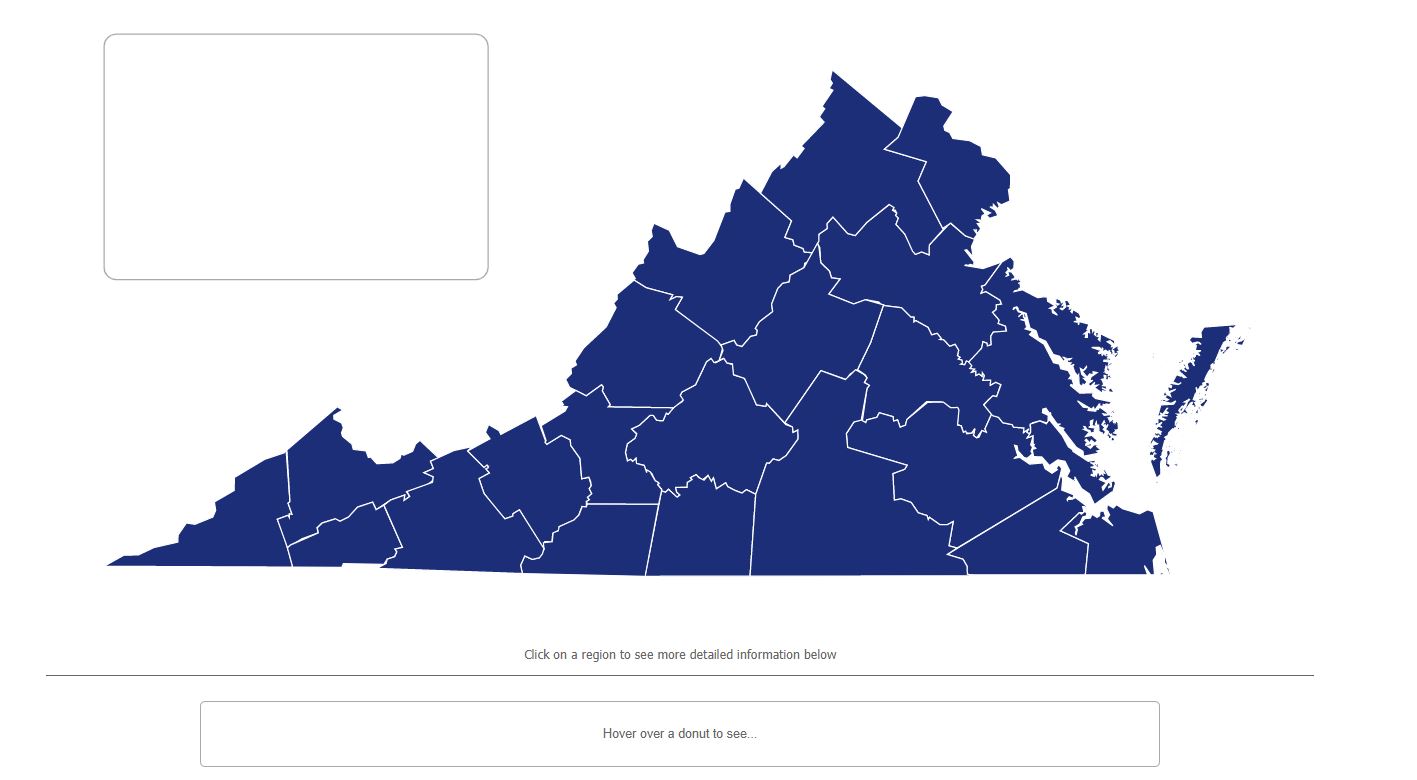 Click on a region to see more detailed information below
Hover over a donut to see...